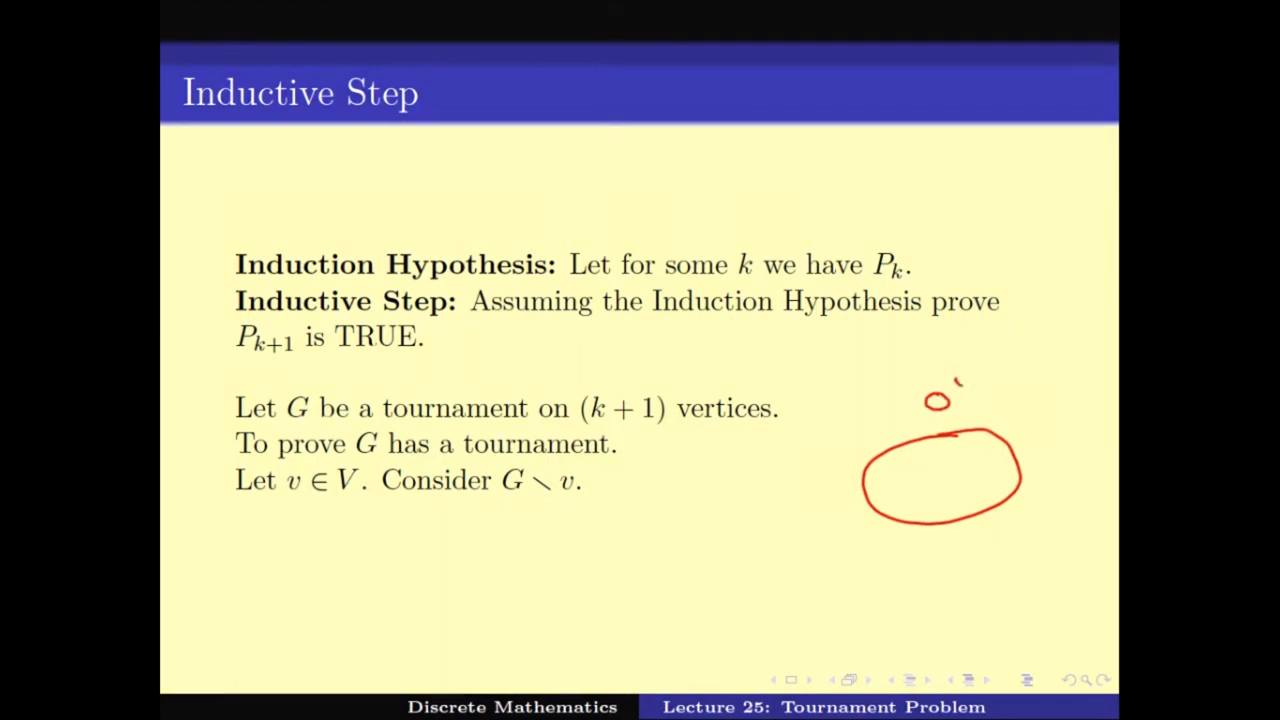 Inductive Step
Induction Hypothesis: Let for some k we have Pₖ.
Inductive Step: Assuming the Induction Hypothesis prove
Pₖ₊₁ is TRUE.
Let G be a tournament on (k + 1) vertices.
To prove G has a tournament.
Let v ∈ V. Consider G ∖ v.
Discrete Mathematics
Lecture 25: Tournament Problem